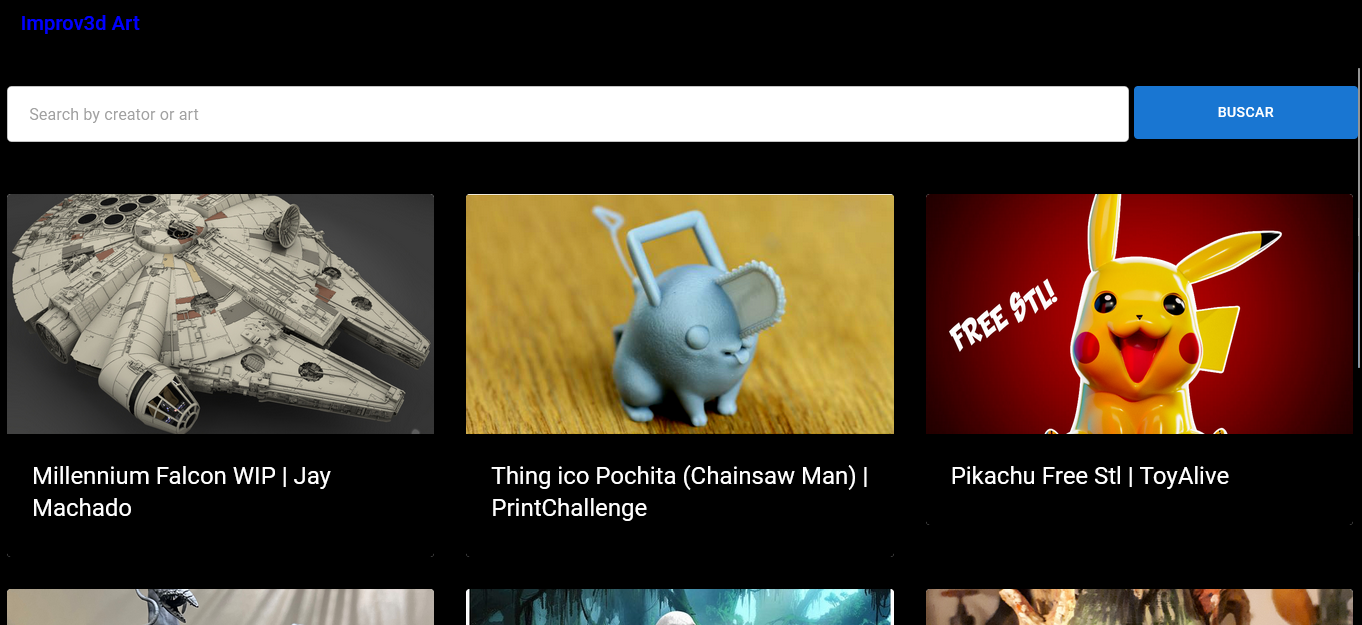 Improv3d Art
Search by creator or art
BUSCAR
FREE STL!
Millennium Falcon WIP | Jay
Machado
Thing ico Pochita (Chainsaw Man) |
PrintChallenge
Pikachu Free Stl | ToyAlive